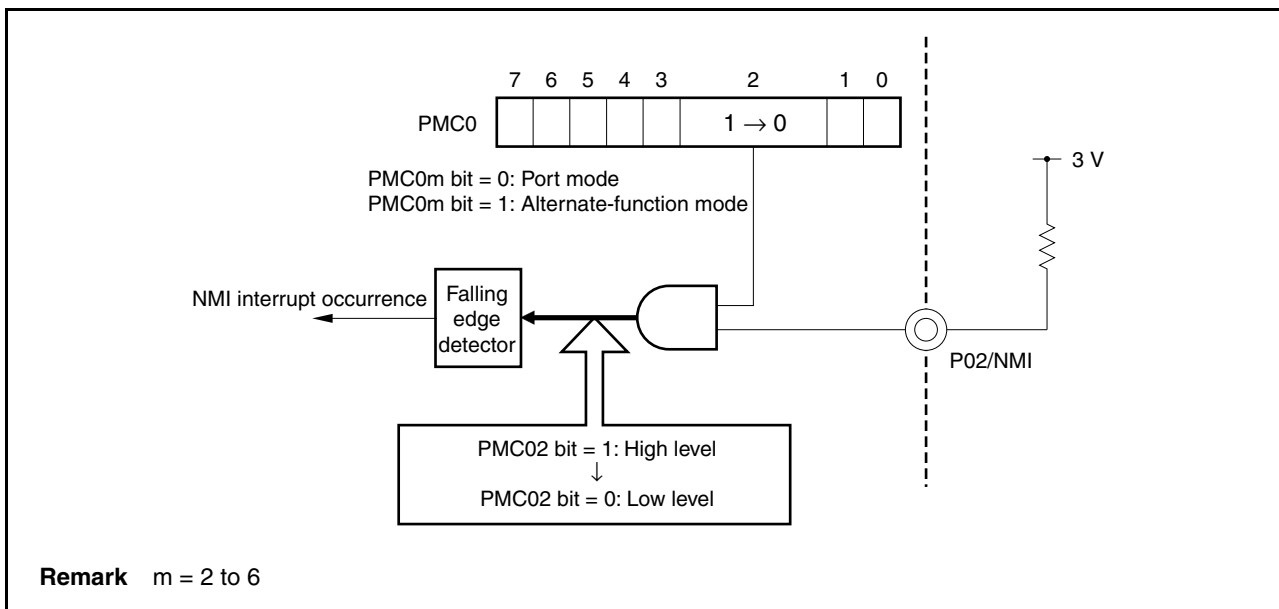 7 6 5 4 3 2 1 0
PMC0
1 → 0
3 V
PMC0m bit = 0: Port mode
PMC0m bit = 1: Alternate-function mode
NMI interrupt occurrence
Falling
edge
detector
P02/NMI
PMC02 bit = 1: High level
↓
PMC02 bit = 0: Low level
Remark m = 2 to 6